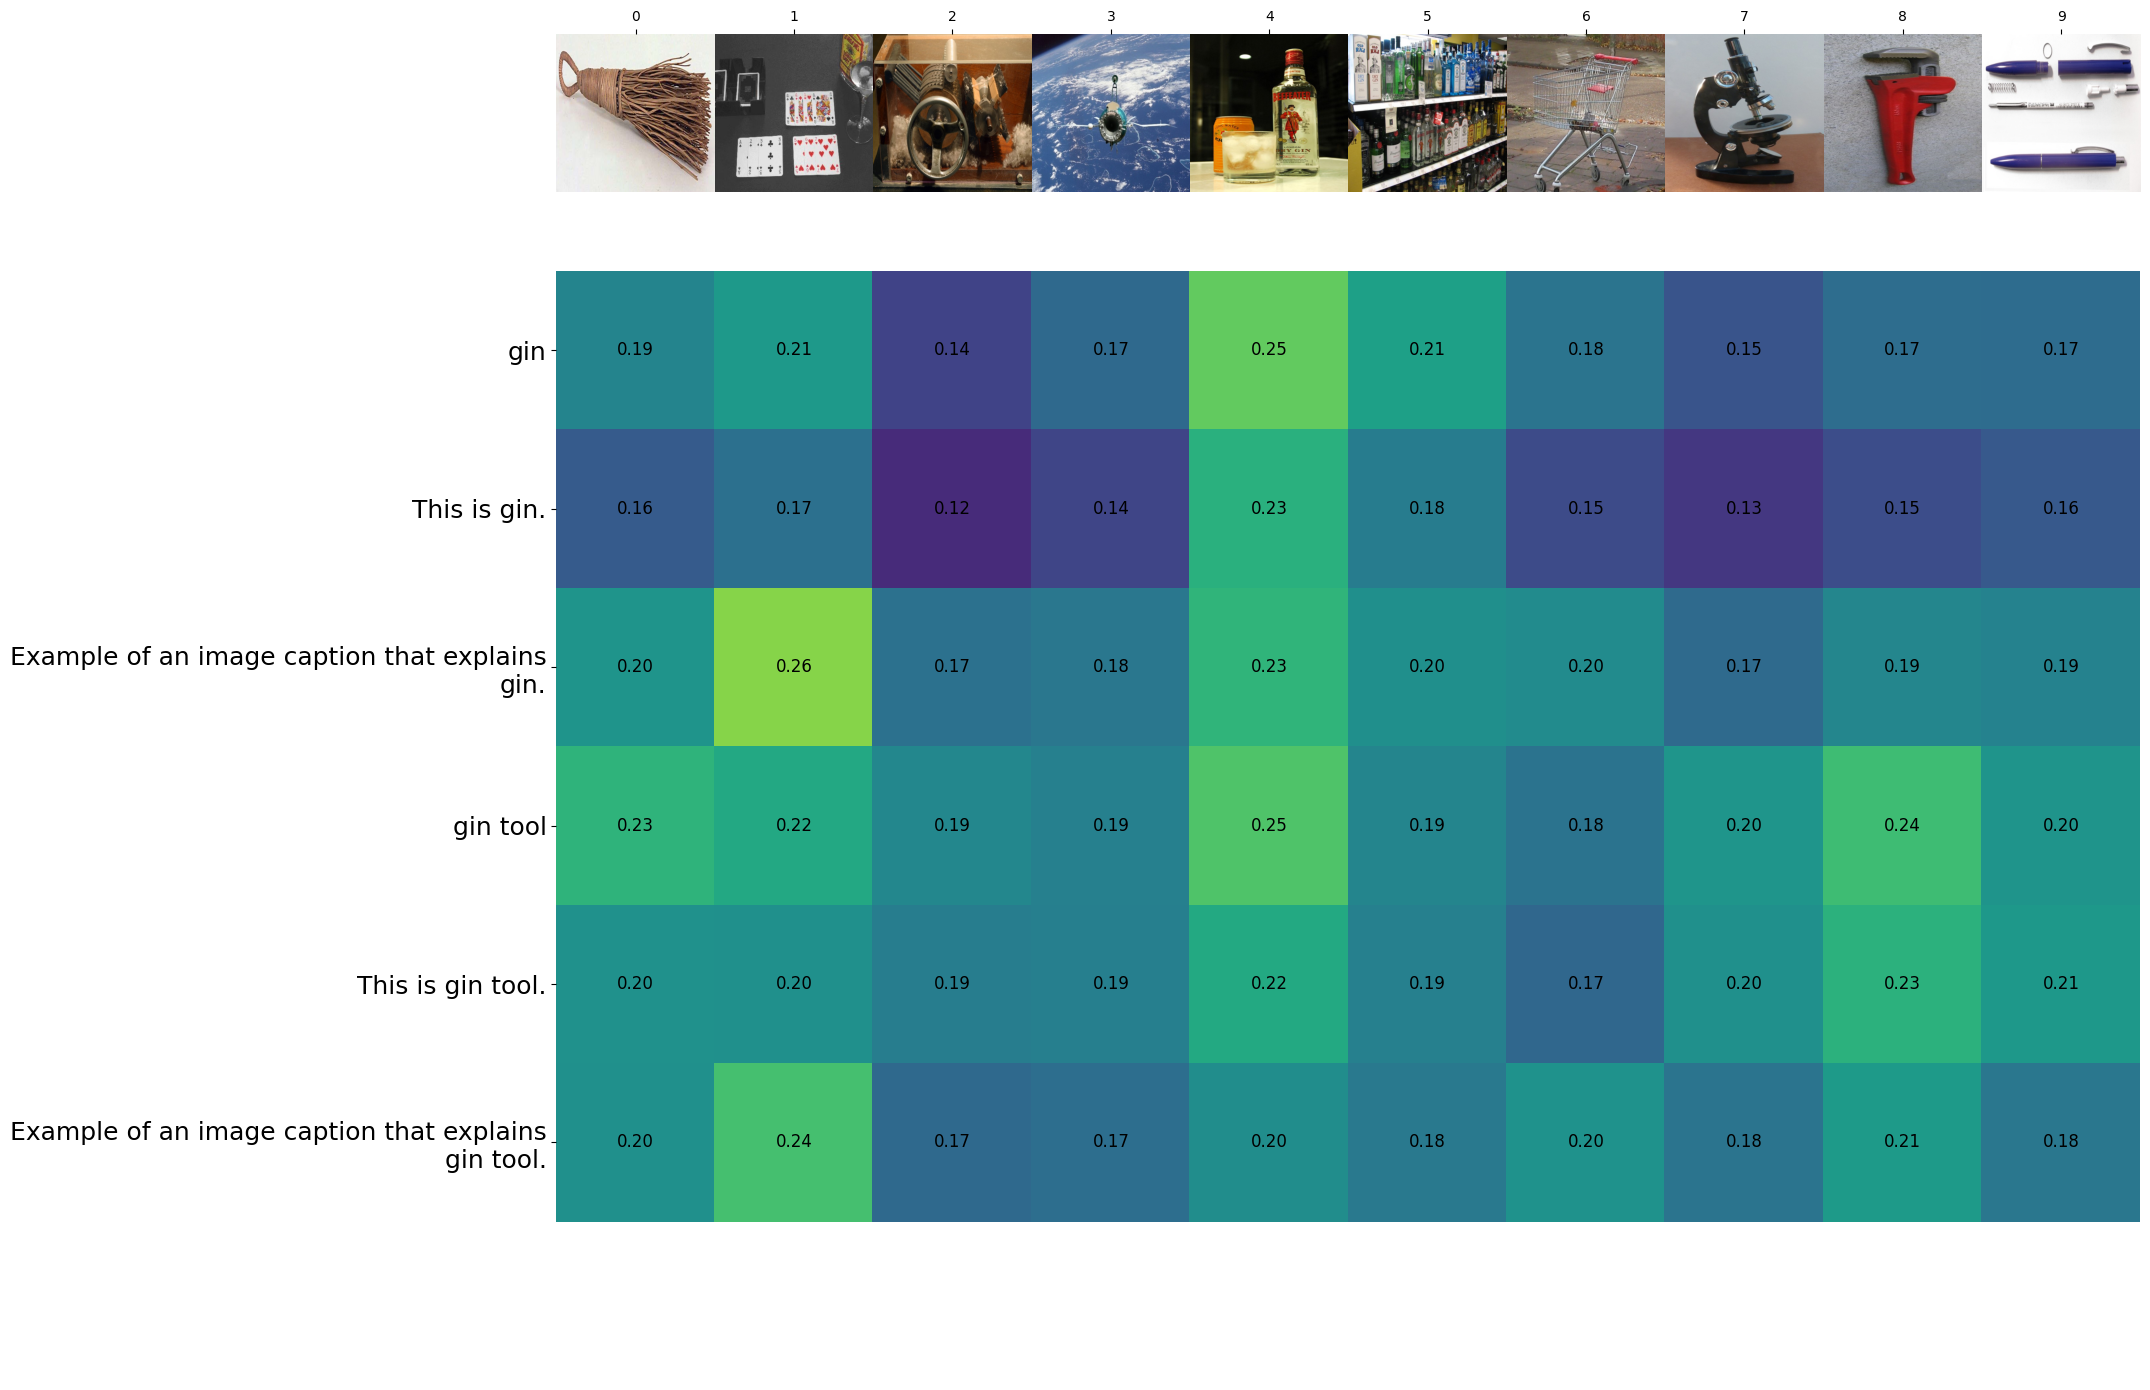 0 1 2 3 4 5 6 7 8 9
BEEFEATER
DRY GIN
gin 0.19 0.21 0.14 0.17 0.25 0.21 0.18 0.15 0.17 0.17
This is gin. 0.16 0.17 0.12 0.14 0.23 0.18 0.15 0.13 0.15 0.16
Example of an image caption that explains
gin. 0.20 0.26 0.17 0.18 0.23 0.20 0.20 0.17 0.19 0.19
gin tool 0.23 0.22 0.19 0.19 0.25 0.19 0.18 0.20 0.24 0.20
This is gin tool. 0.20 0.20 0.19 0.19 0.22 0.19 0.17 0.20 0.23 0.21
Example of an image caption that explains
gin tool. 0.20 0.24 0.17 0.17 0.20 0.18 0.20 0.18 0.21 0.18